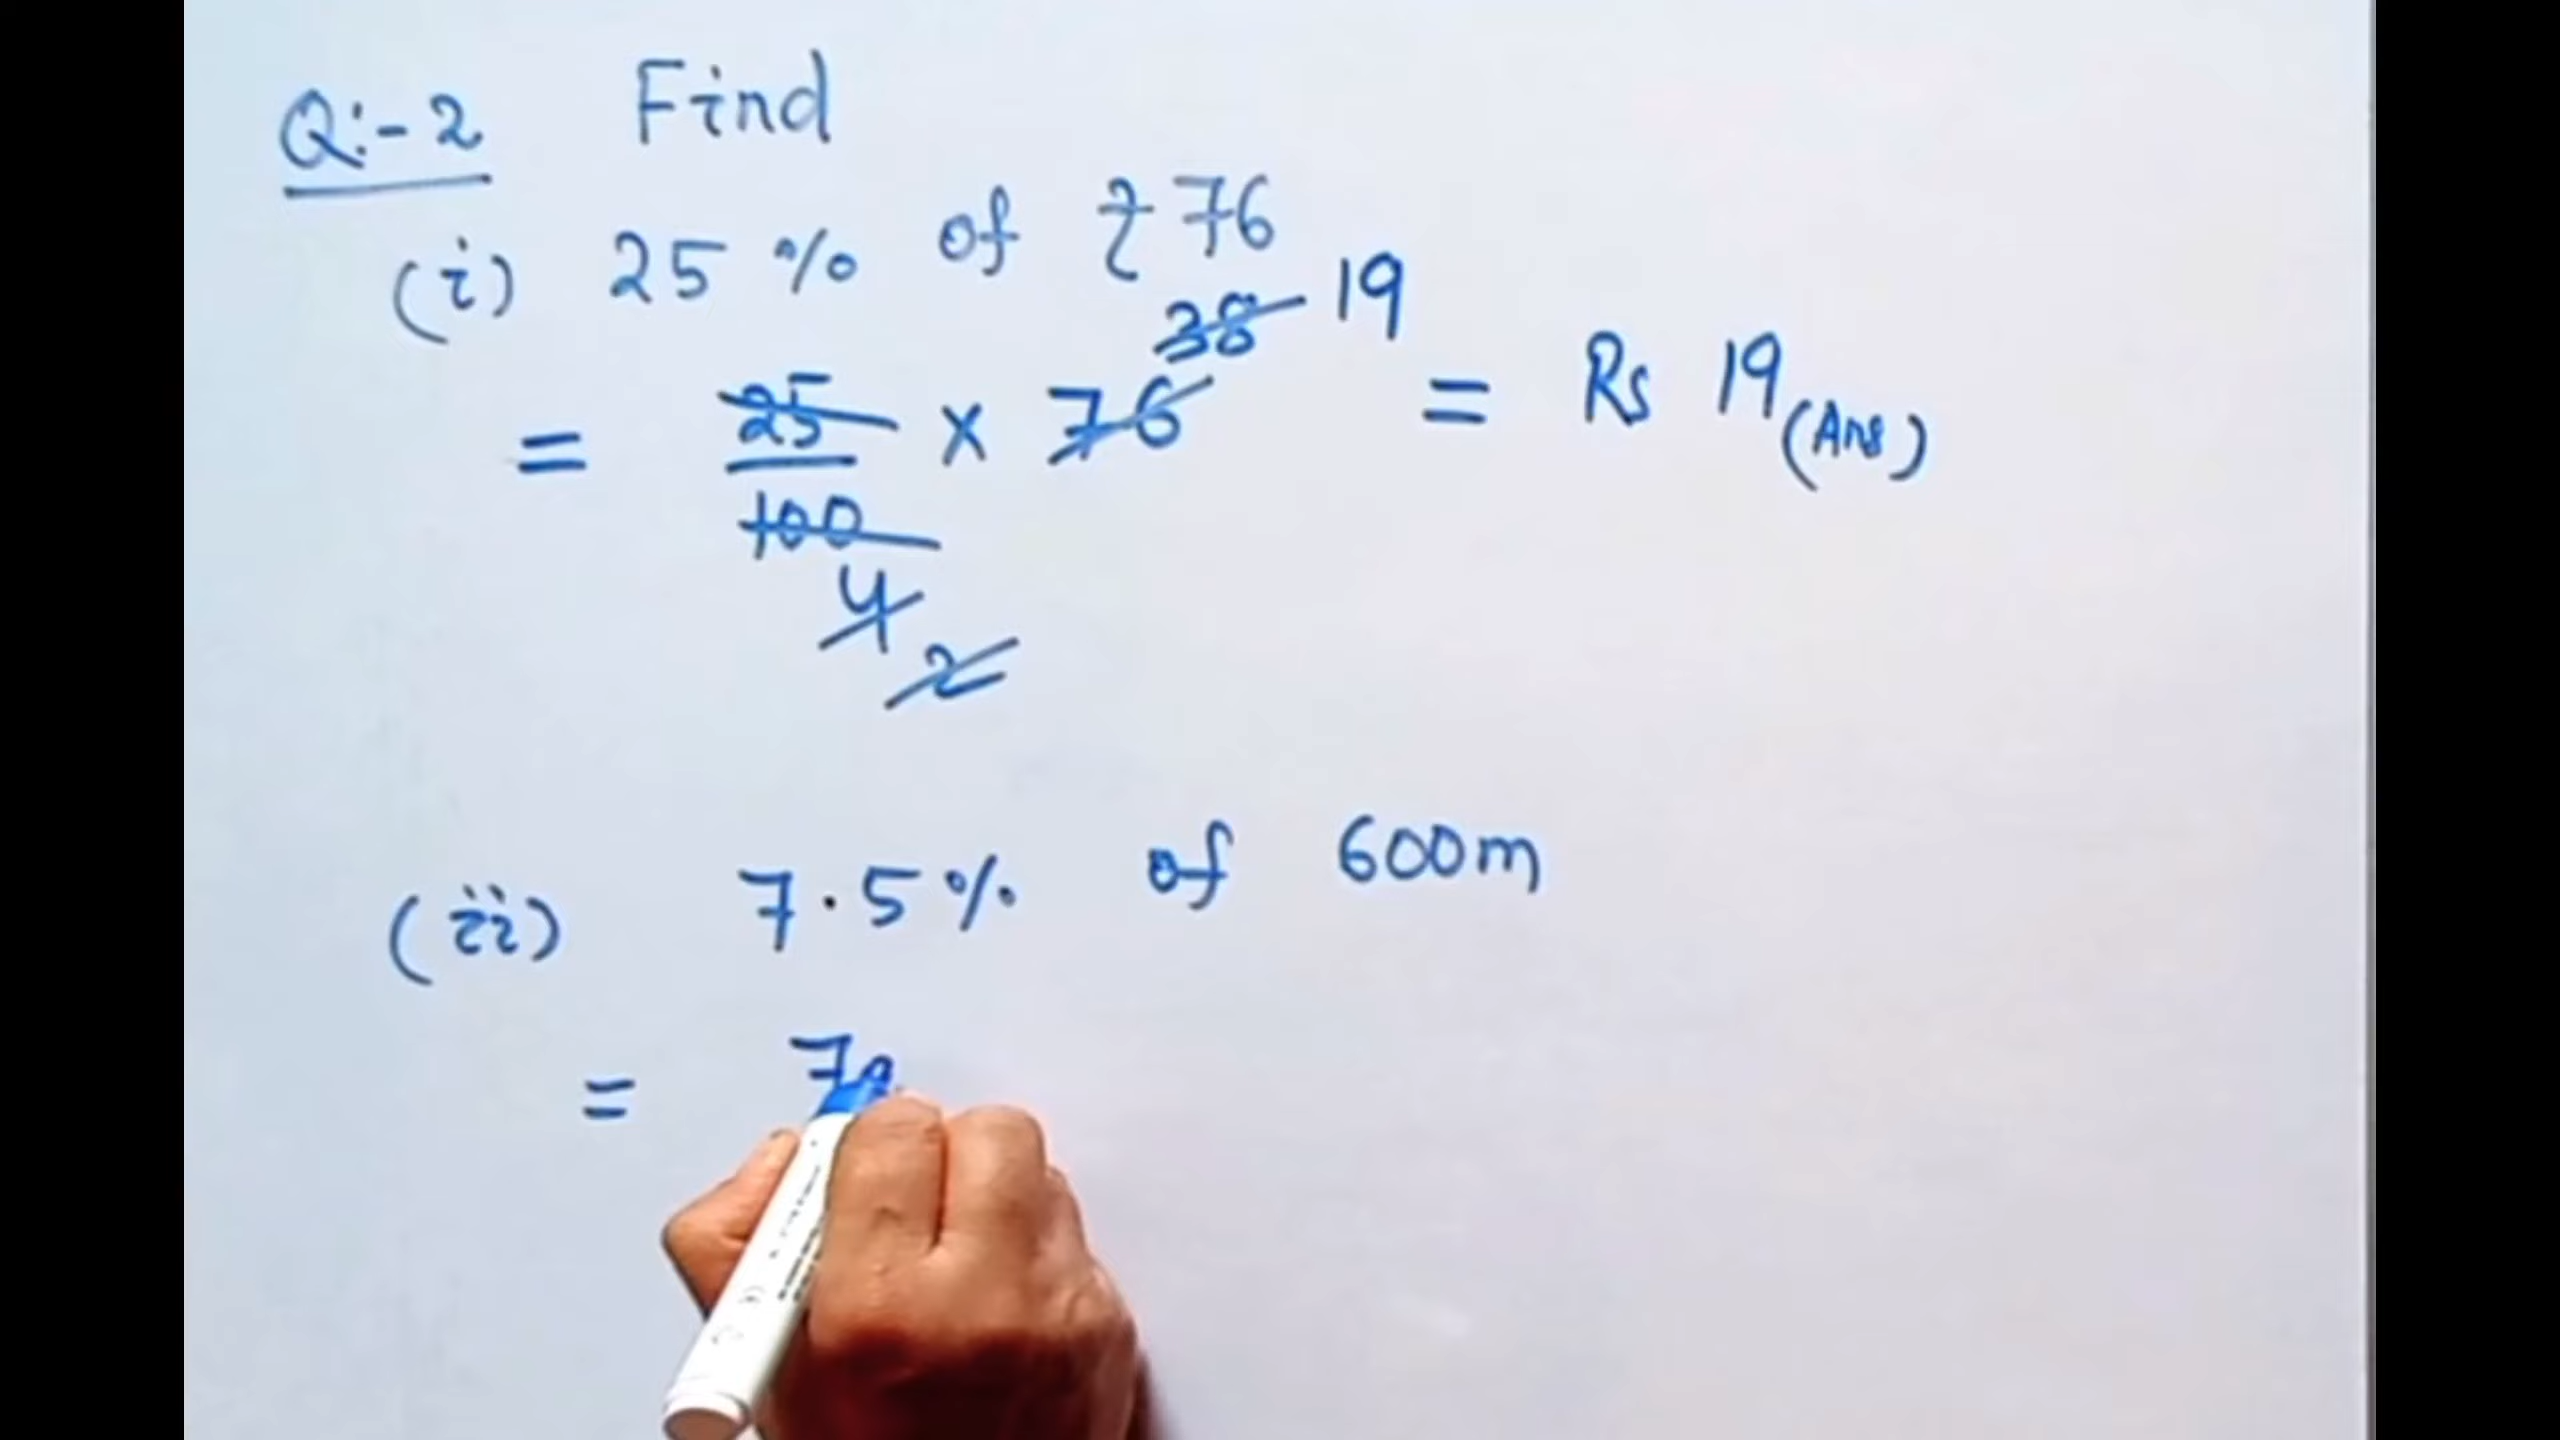 Q:-2 Find
(i) 25% of ₹76
= 25/100 × 76 38 19 = Rs 19 (Ans)
4
2
(ii) 7.5% of 600m
= 7